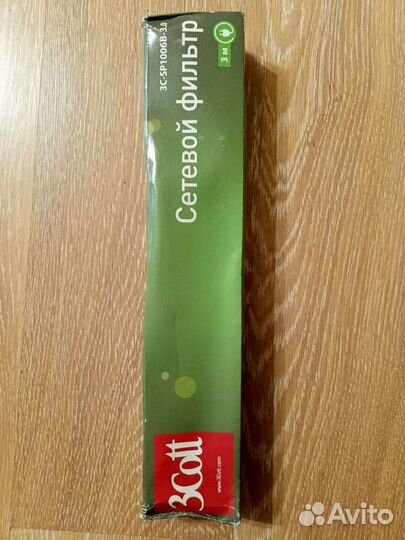 3C-SP1006B-3.0
3 м
Сетевой фильтр
3Cott
www.3Cott.com
Avito